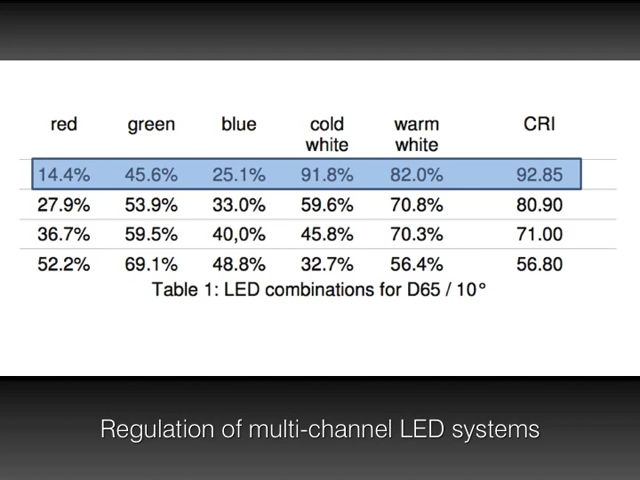 red green blue cold white warm white CRI
14.4% 45.6% 25.1% 91.8% 82.0% 92.85
27.9% 53.9% 33.0% 59.6% 70.8% 80.90
36.7% 59.5% 40,0% 45.8% 70.3% 71.00
52.2% 69.1% 48.8% 32.7% 56.4% 56.80
Table 1: LED combinations for D65 / 10°
Regulation of multi-channel LED systems